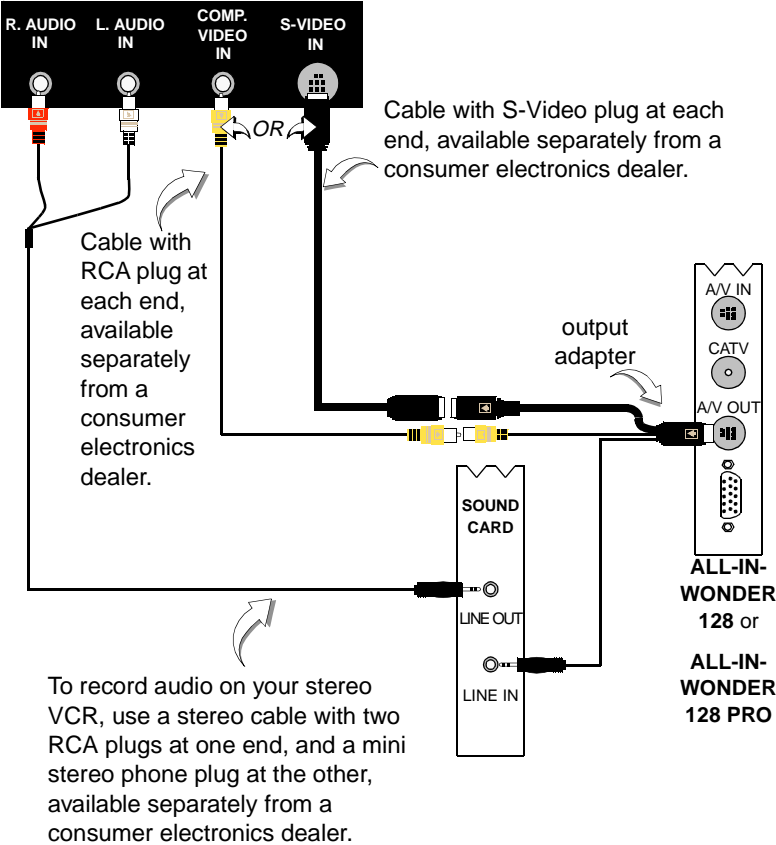 R. AUDIO
IN
L. AUDIO
IN
COMP.
VIDEO
IN
S-VIDEO
IN
OR
Cable with S-Video plug at each
end, available separately from a
consumer electronics dealer.
Cable with
RCA plug at
each end,
available
separately
from a
consumer
electronics
dealer.
output
adapter
A/V IN
CATV
A/V OUT
SOUND
CARD
LINE OUT
LINE IN
ALL-IN-
WONDER
128 or
ALL-IN-
WONDER
128 PRO
To record audio on your stereo
VCR, use a stereo cable with two
RCA plugs at one end, and a mini
stereo phone plug at the other,
available separately from a
consumer electronics dealer.